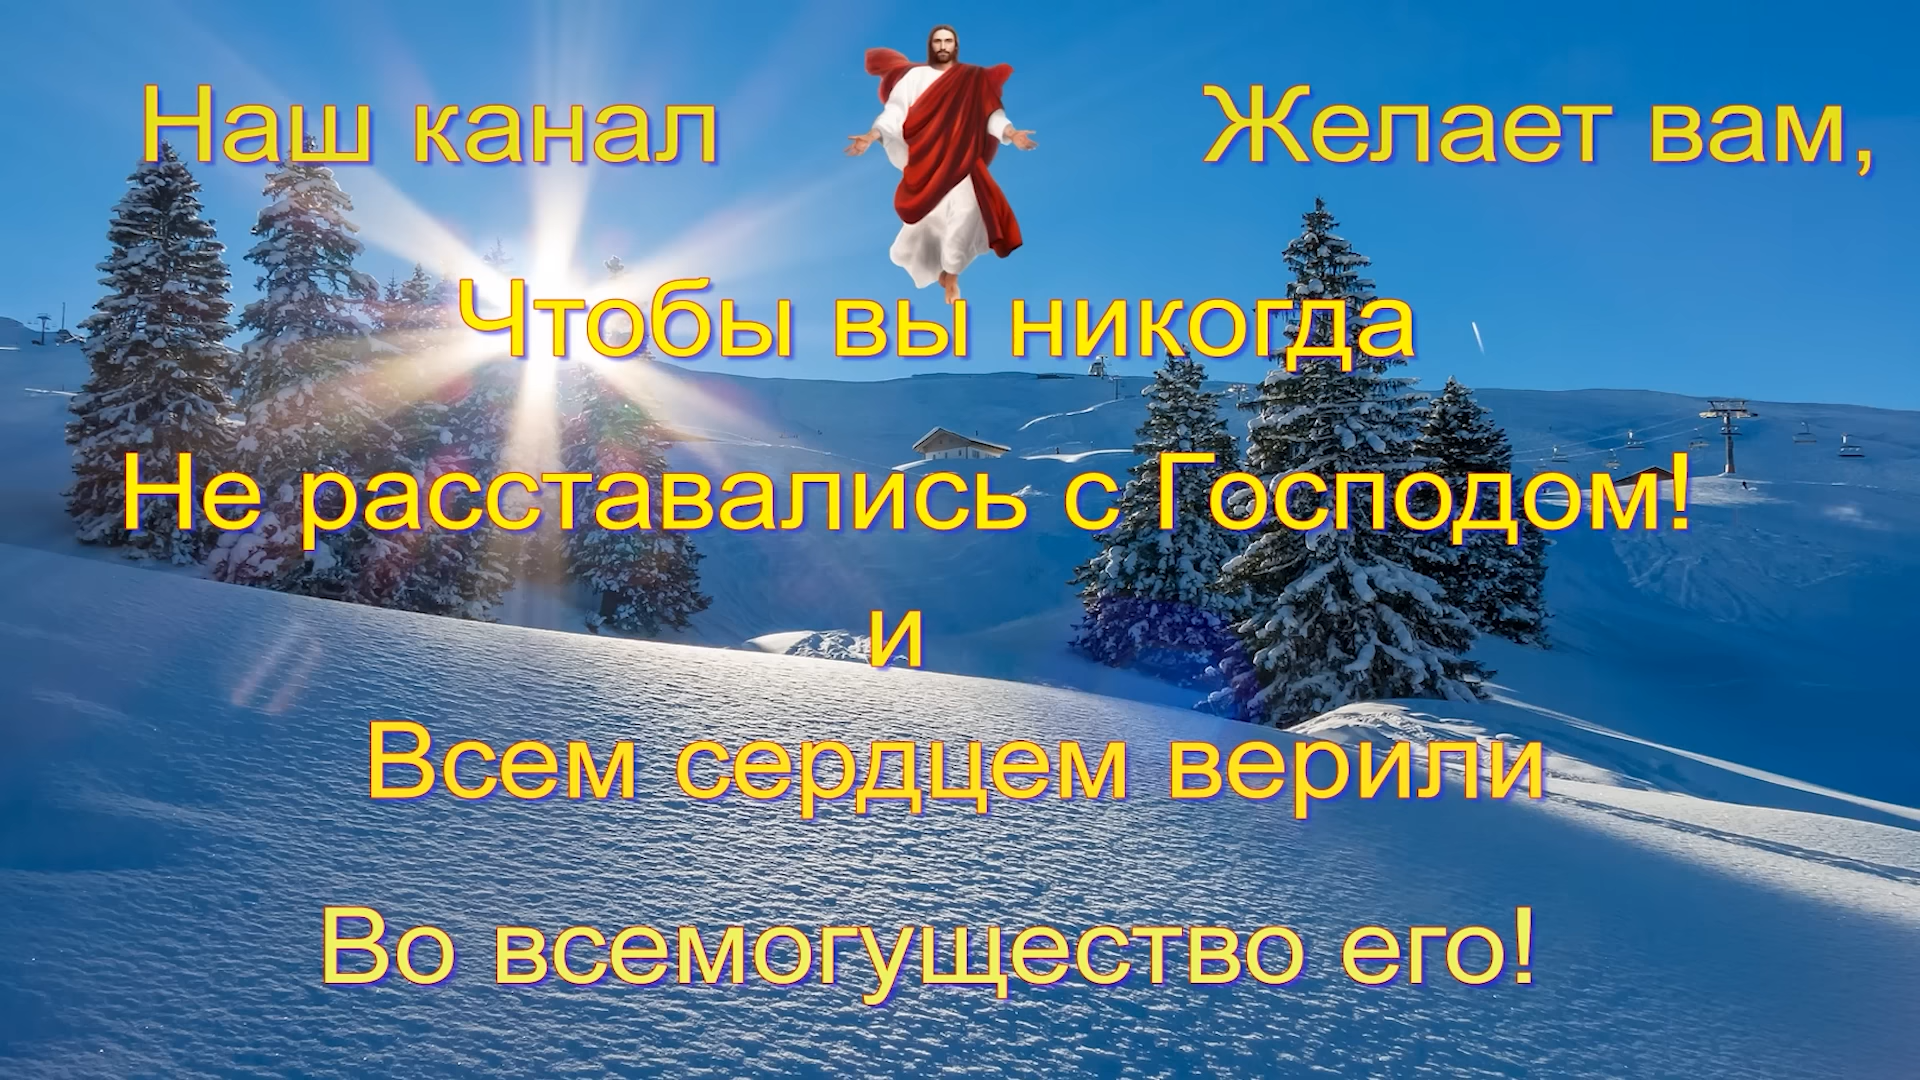 Наш канал Желает вам,
Чтобы вы никогда
Не расставались с Господом!
и
Всем сердцем верили
Во всемогущество его!